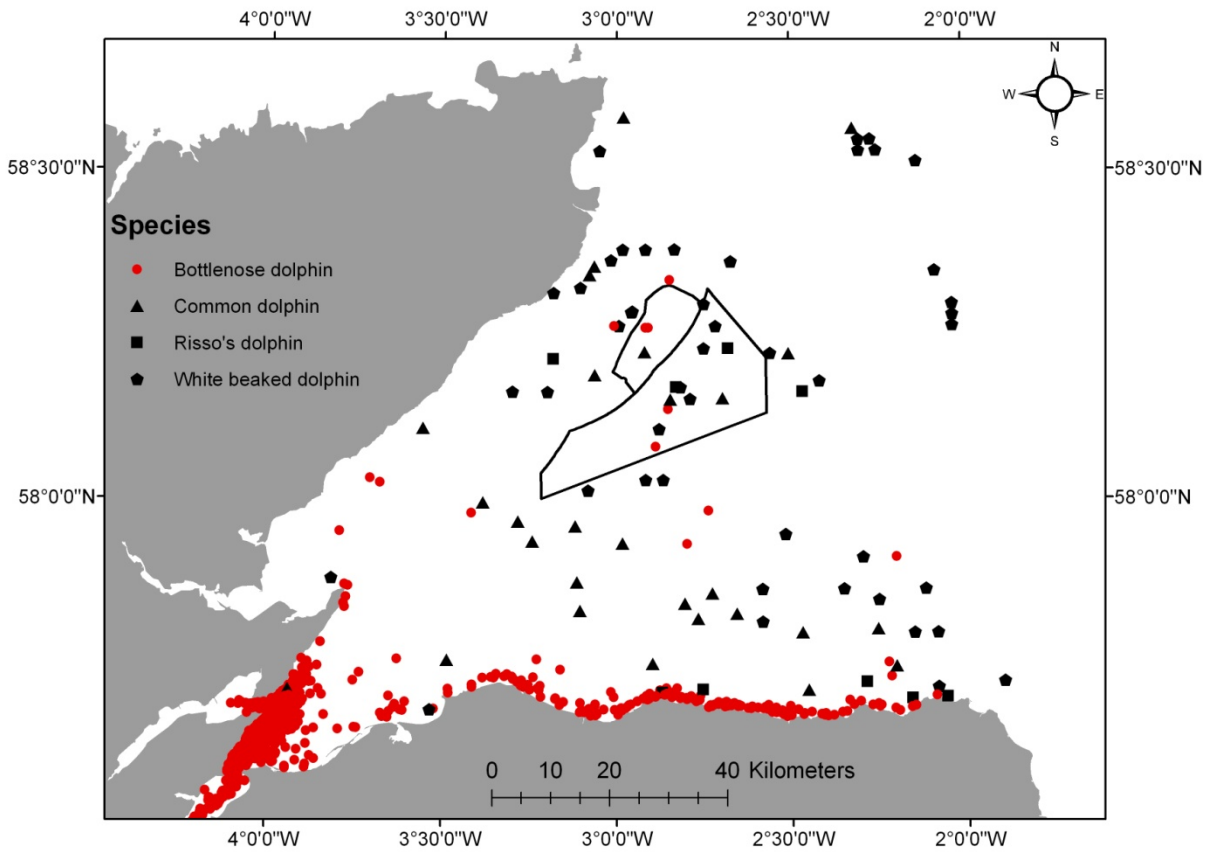 4°0'0"W 3°30'0"W 3°0'0"W 2°30'0"W 2°0'0"W
N
W E
S
58°30'0"N 58°30'0"N
Species
Bottlenose dolphin
Common dolphin
Risso's dolphin
White beaked dolphin
58°0'0"N 58°0'0"N
0 10 20 40 Kilometers
4°0'0"W 3°30'0"W 3°0'0"W 2°30'0"W 2°0'0"W